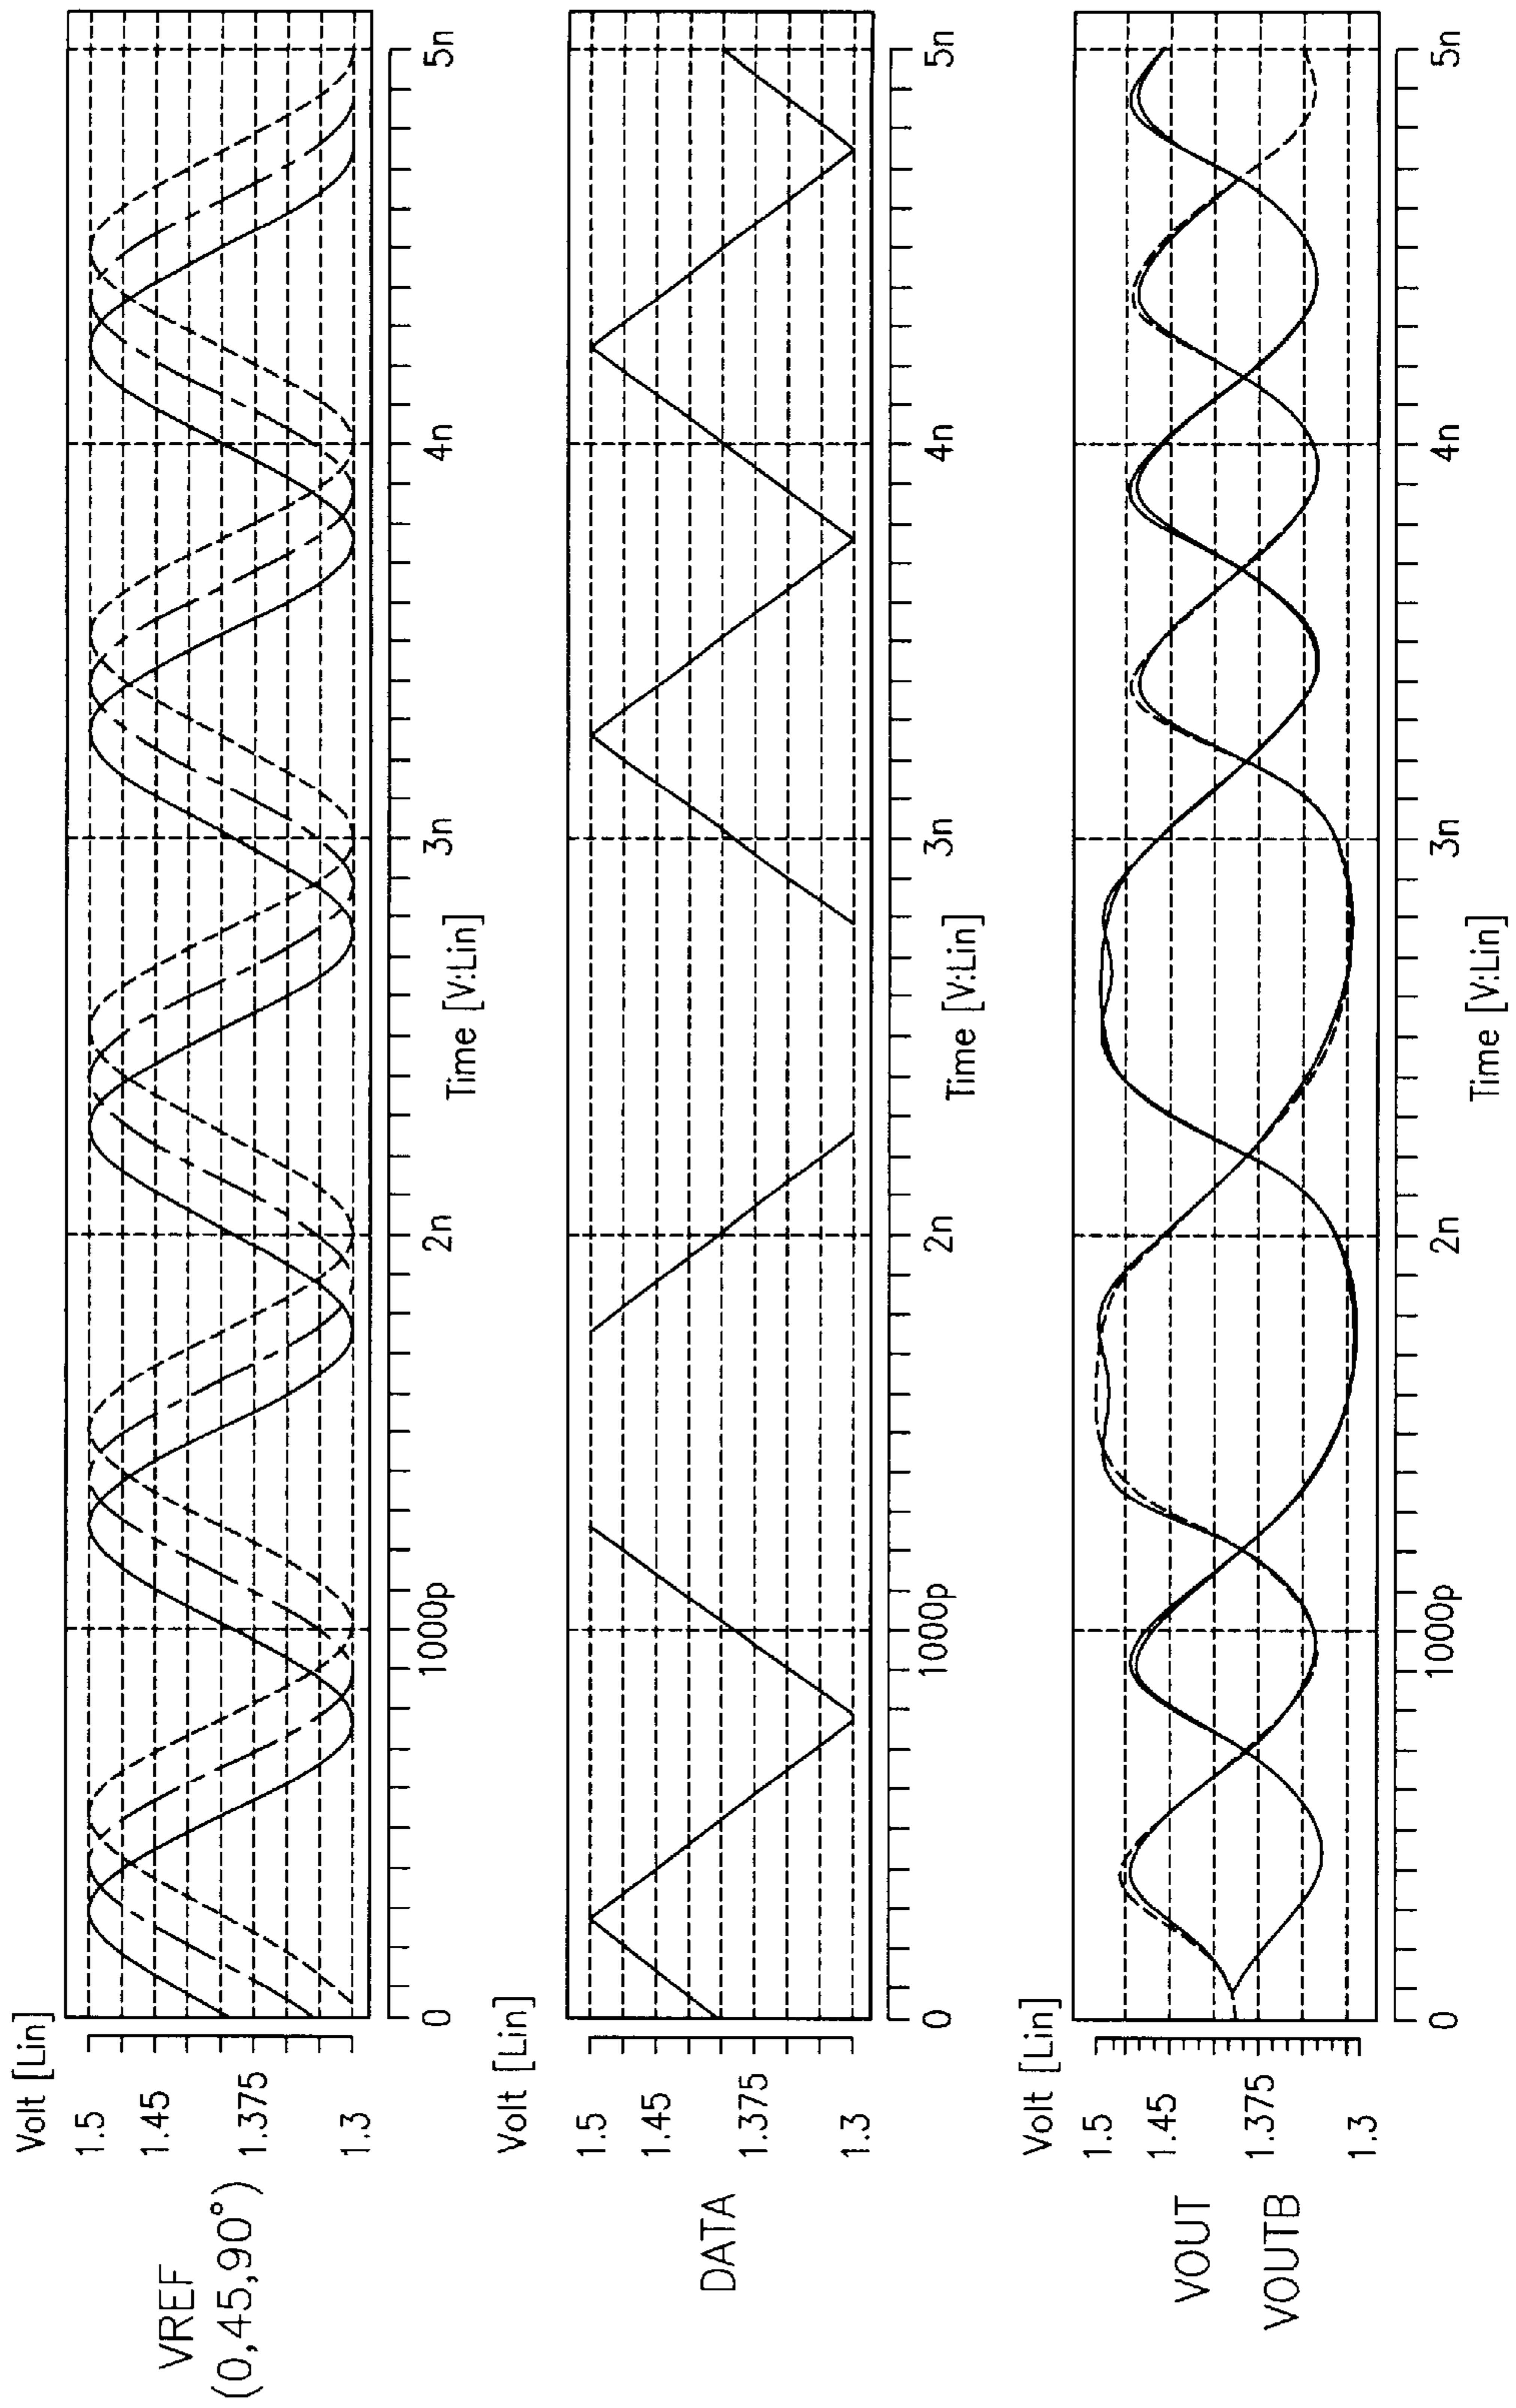 Volt [Lin]
1.5
1.45
1.375
1.3
VREF
(0,45,90°)
0
1000p
2n
3n
4n
5n
Time [V:Lin]
Volt [Lin]
1.5
1.45
1.375
1.3
DATA
0
1000p
2n
3n
4n
5n
Time [V:Lin]
Volt [Lin]
1.5
1.45
1.375
1.3
VOUT
VOUTB
0
1000p
2n
3n
4n
5n
Time [V:Lin]